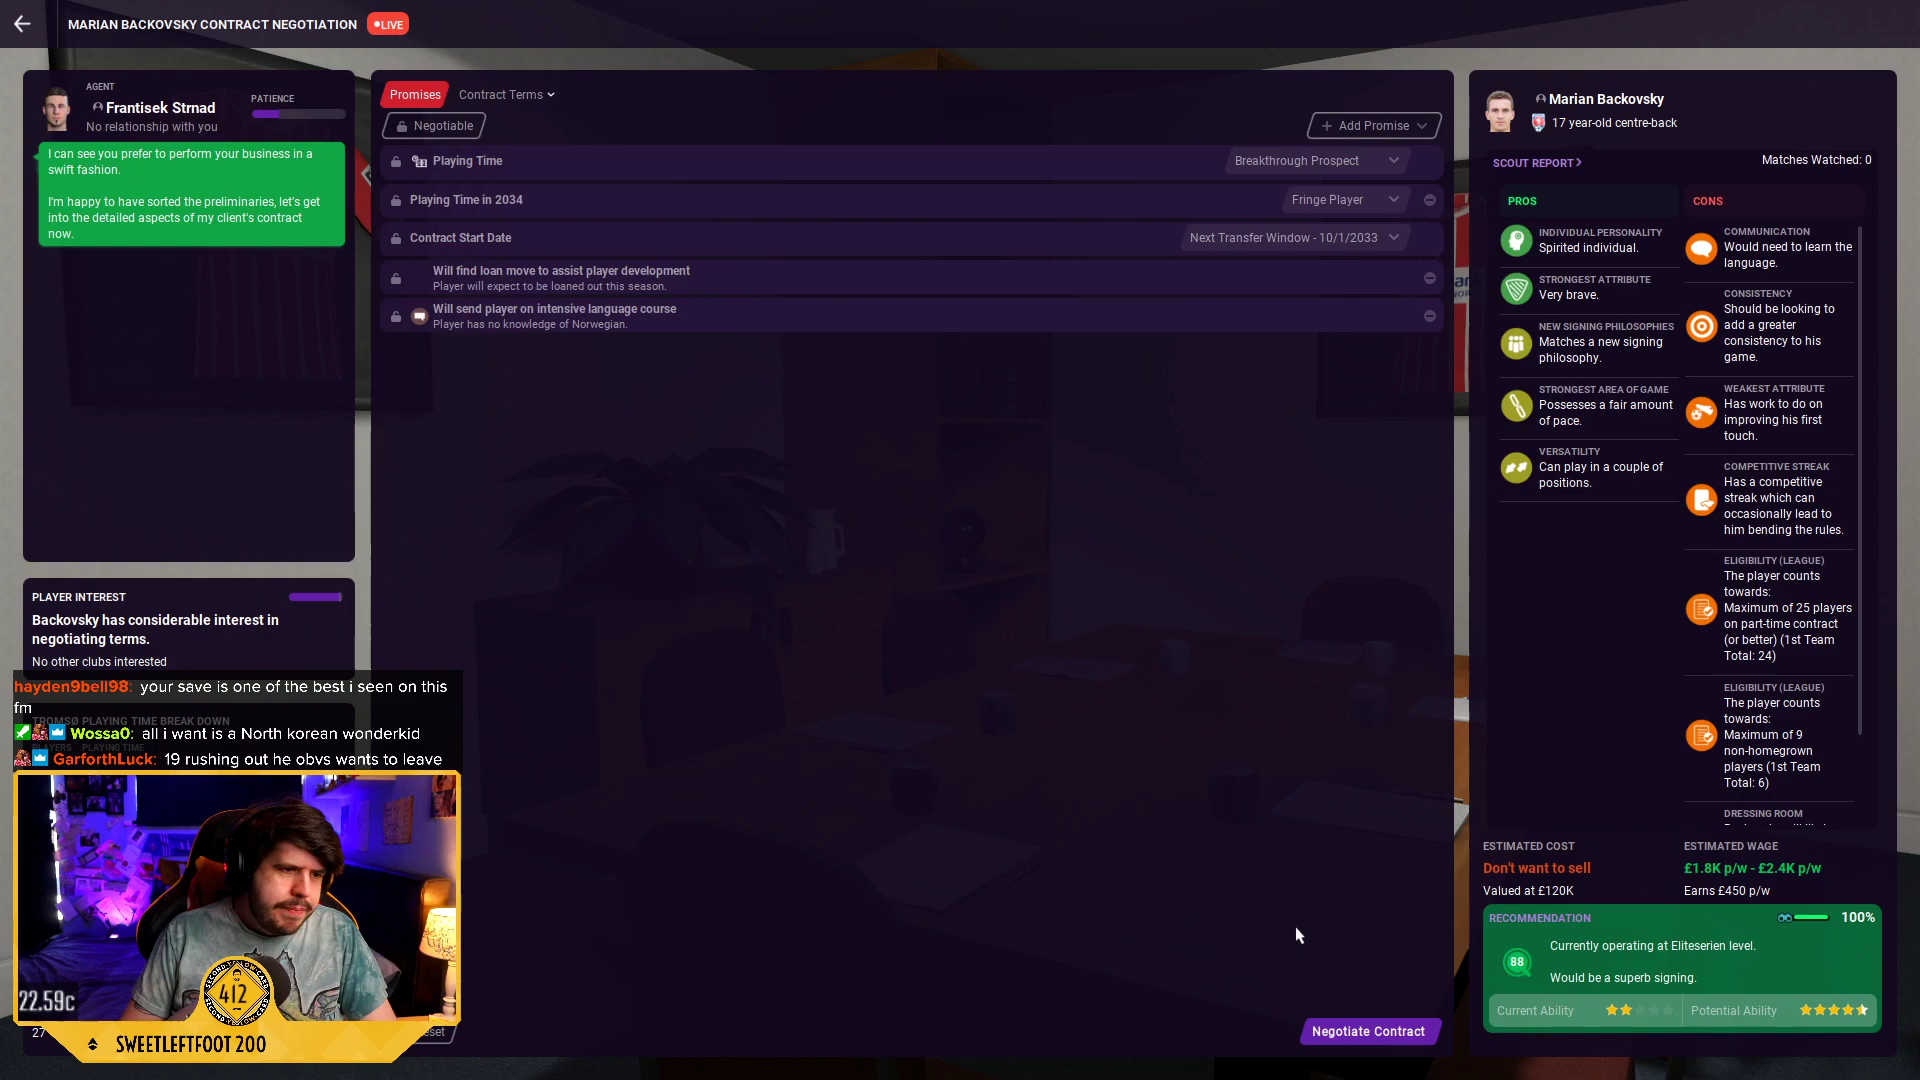 MARIAN BACKOVSKY CONTRACT NEGOTIATION
LIVE
AGENT
Frantisek Strnad
No relationship with you
PATIENCE
I can see you prefer to perform your business in a
swift fashion.
I'm happy to have sorted the preliminaries, let's get
into the detailed aspects of my client's contract
now.
Promises
Contract Terms
Negotiable
Add Promise
Playing Time
Breakthrough Prospect
Playing Time in 2034
Fringe Player
Contract Start Date
Next Transfer Window - 10/1/2033
Will find loan move to assist player development
Player will expect to be loaned out this season.
Will send player on intensive language course
Player has no knowledge of Norwegian.
Marian Backovsky
17 year-old centre-back
SCOUT REPORT
Matches Watched: 0
PROS
INDIVIDUAL PERSONALITY
Spirited individual.
STRONGEST ATTRIBUTE
Very brave.
NEW SIGNING PHILOSOPHIES
Matches a new signing
philosophy.
STRONGEST AREA OF GAME
Possesses a fair amount
of pace.
VERSATILITY
Can play in a couple of
positions.
CONS
COMMUNICATION
Would need to learn the
language.
CONSISTENCY
Should be looking to
add a greater
consistency to his
game.
WEAKEST ATTRIBUTE
Has work to do on
improving his first
touch.
COMPETITIVE STREAK
Has a competitive
streak which can
occasionally lead to
him bending the rules.
ELIGIBILITY (LEAGUE)
The player counts
towards:
Maximum of 25 players
on part-time contract
(or better) (1st Team
Total: 24)
ELIGIBILITY (LEAGUE)
The player counts
towards:
Maximum of 9
non-homegrown
players (1st Team
Total: 6)
DRESSING ROOM
ESTIMATED COST
Don't want to sell
Valued at £120K
ESTIMATED WAGE
£1.8K p/w - £2.4K p/w
Earns £450 p/w
RECOMMENDATION
100%
88
Currently operating at Eliteserien level.
Would be a superb signing.
Current Ability
Potential Ability
PLAYER INTEREST
Backovsky has considerable interest in
negotiating terms.
No other clubs interested
hayden9bell98: your save is one of the best i seen on this
fm
TROMSØ PLAYING TIME BREAK DOWN
Wossa0: all i want is a North korean wonderkid
PLAYERS PLAYING TIME
GarforthLuck: 19 rushing out he obvs wants to leave
22.59c
SECOND YELLOW CARD
412
27
SWEETLEFTFOOT 200
Negotiate Contract